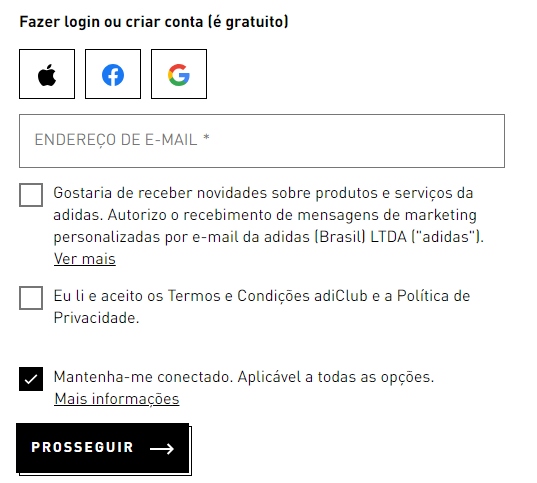 Fazer login ou criar conta (é gratuito)
ENDEREÇO DE E-MAIL *
Gostaria de receber novidades sobre produtos e serviços da
adidas. Autorizo o recebimento de mensagens de marketing
personalizadas por e-mail da adidas (Brasil) LTDA ("adidas").
Ver mais
Eu li e aceito os Termos e Condições adiClub e a Política de
Privacidade.
Mantenha-me conectado. Aplicável a todas as opções.
Mais informações
PROSSEGUIR